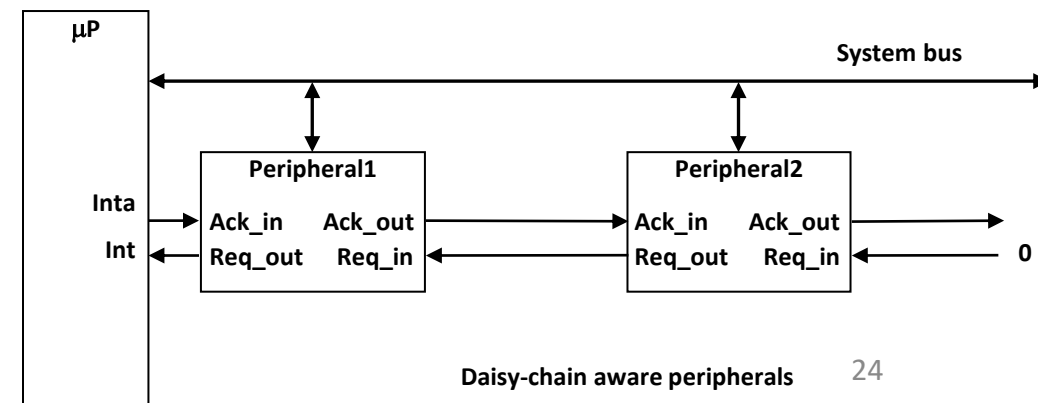 μP
System bus
Peripheral1
Peripheral2
Inta
Ack_in Ack_out
Ack_in Ack_out
Int
Req_out Req_in
Req_out Req_in
0
Daisy-chain aware peripherals
24